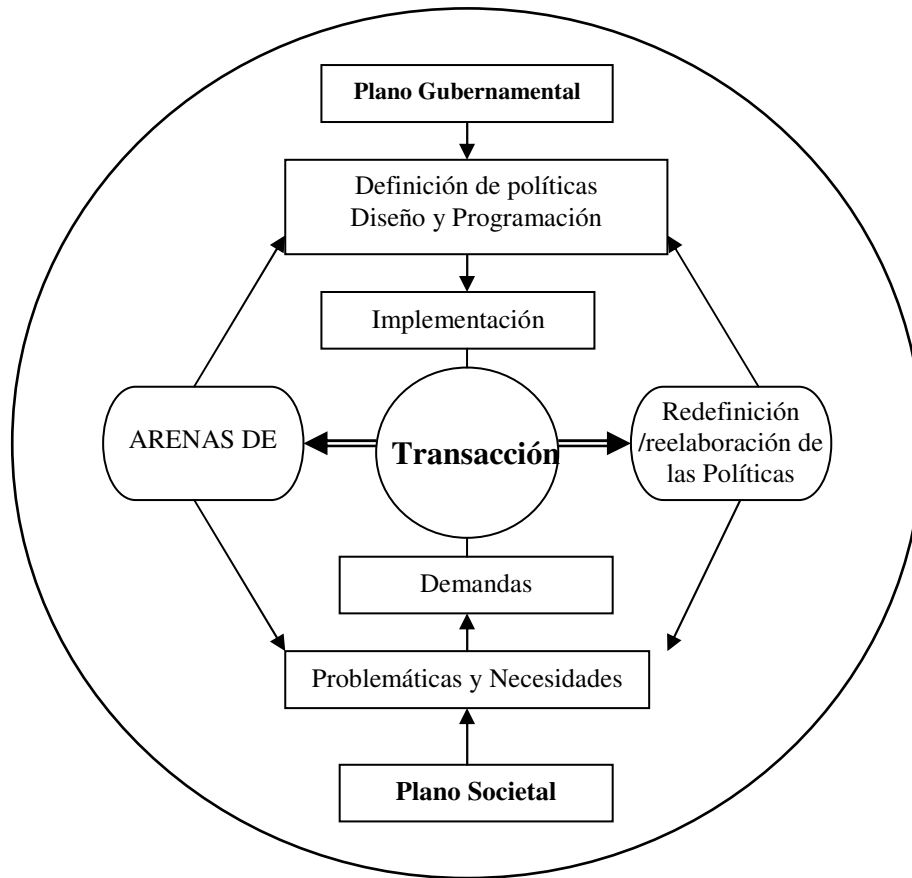 Plano Gubernamental
Definición de políticas
Diseño y Programación
Implementación
ARENAS DE
Transacción
Redefinición
/reelaboración de
las Políticas
Demandas
Problemáticas y Necesidades
Plano Societal